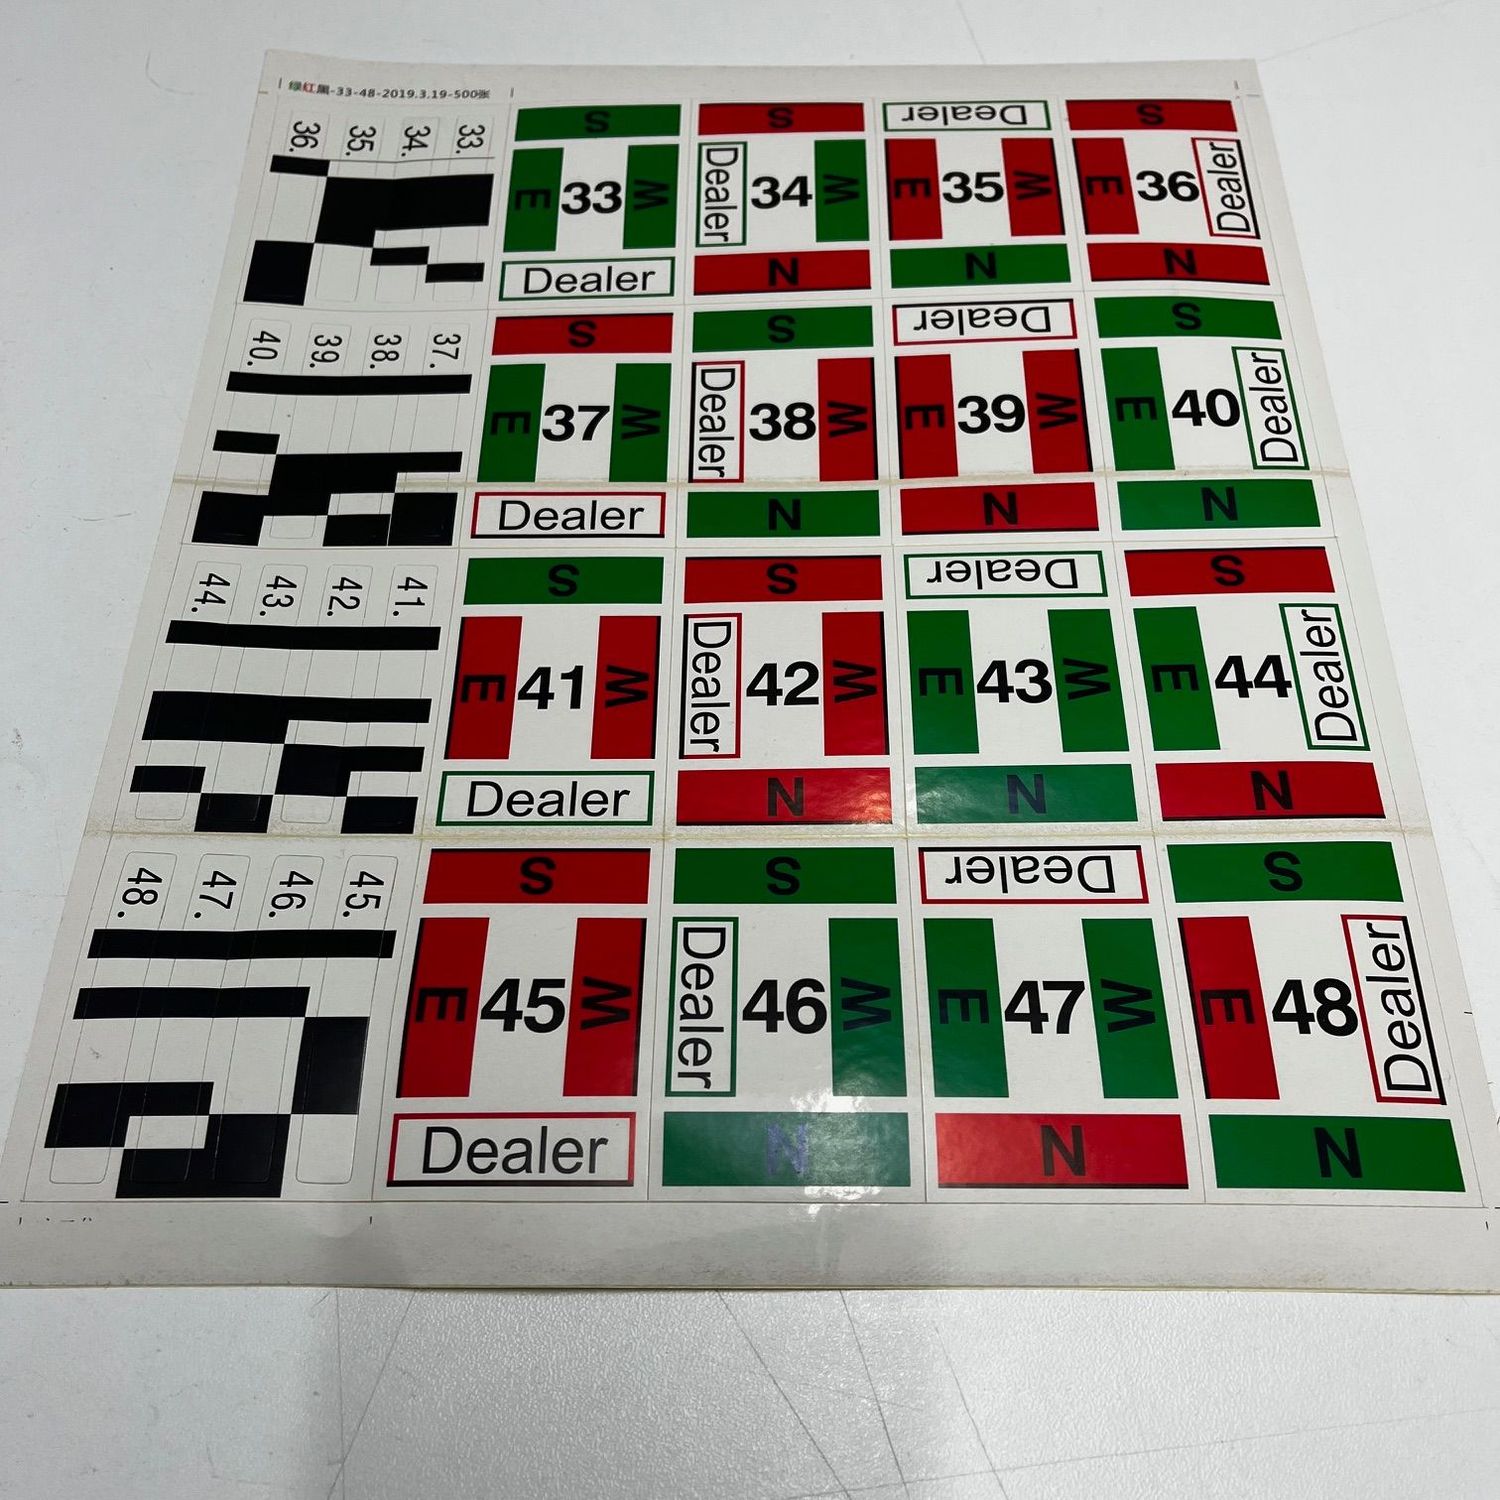 绿红黑-33-48-2019.3.19-500张
36. 35. 34. 33.
S S Dealer S
E 33 W Dealer 34 W E 35 W E 36 Dealer
Dealer N N N
40. 39. 38. 37.
S S Dealer S
E 37 W Dealer 38 W E 39 W E 40 Dealer
Dealer N N N
44. 43. 42. 41.
S S Dealer S
E 41 W Dealer 42 W E 43 W E 44 Dealer
Dealer N N N
48. 47. 46. 45.
S S Dealer S
E 45 W Dealer 46 W E 47 W E 48 Dealer
Dealer N N N